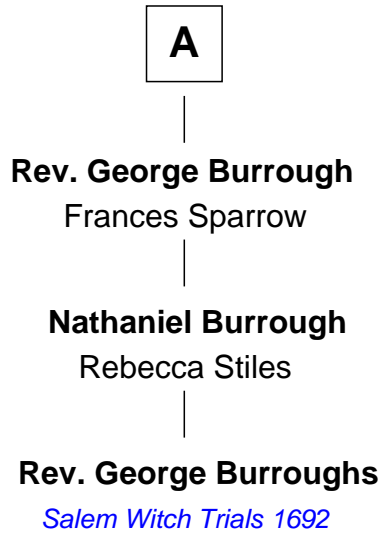 A
Rev. George Burrough
Frances Sparrow
Nathaniel Burrough
Rebecca Stiles
Rev. George Burroughs
Salem Witch Trials 1692